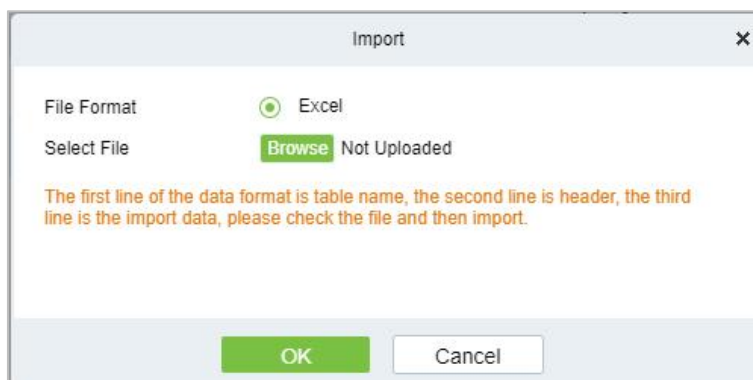 Import
File Format Excel
Select File Browse Not Uploaded
The first line of the data format is table name, the second line is header, the third
line is the import data, please check the file and then import.
OK Cancel